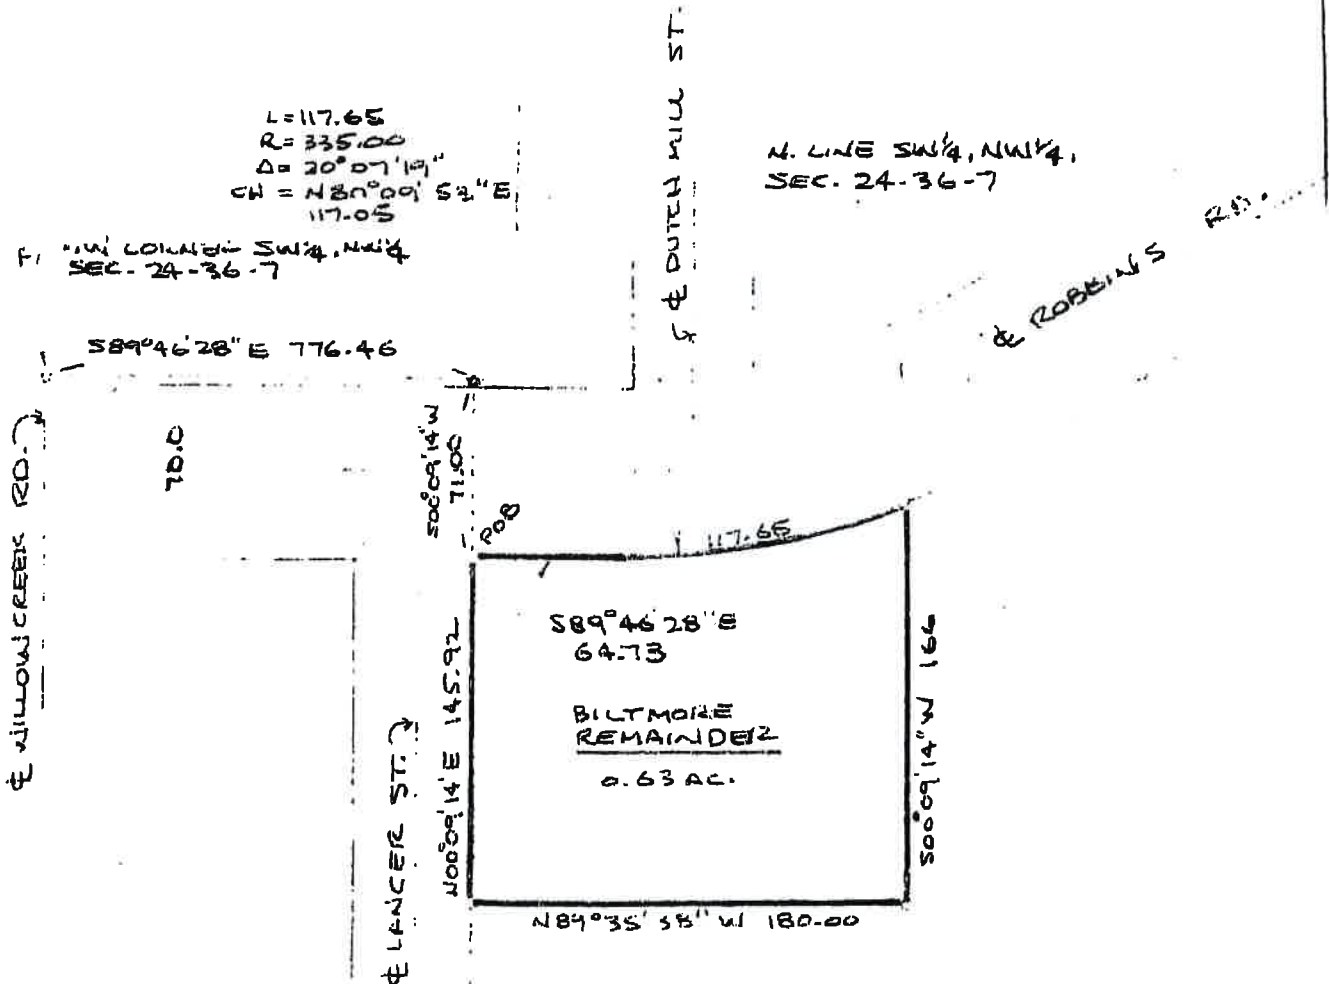 L=117.65
R=335.00
Δ=20°07'19"
CH = N80°09'52"E
117.05
CORNER SW¼, NW¼
SEC. 24-36-7
S89°46'28"E 776.46
℄ DUTCH MILL ST.
N. LINE SW¼, NW¼,
SEC. 24-36-7
℄ ROBBINS RD.
℄ WILLOWCREEK RD.
70.0
S00°09'14"W
71.00
POB
117.65
S89°46'28"E
64.73
BILTMORE
REMAINDER
0.63 AC.
N00°09'14"E 145.92
S00°09'14"W 166
℄ LANCER ST.
N89°35'38"W 180.00